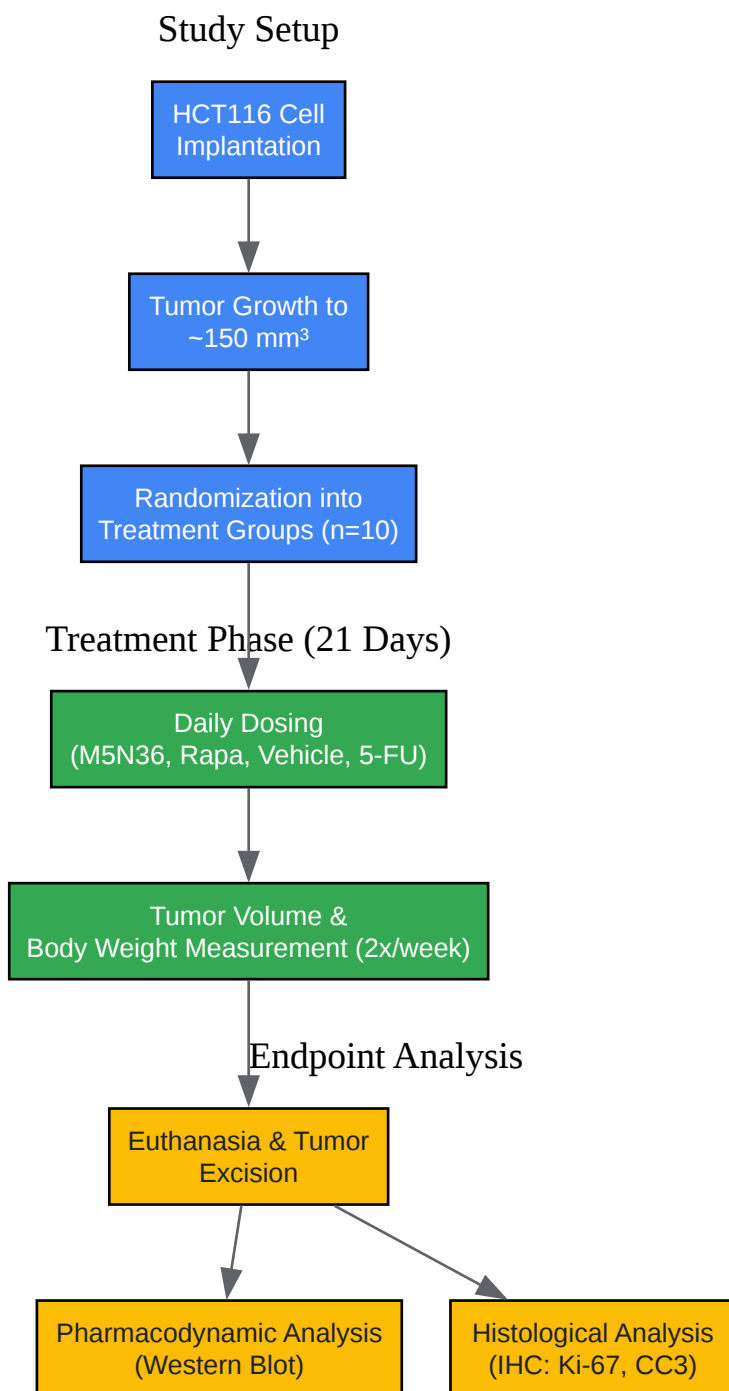 Study Setup
HCT116 Cell
Implantation
Tumor Growth to
~150 mm³
Randomization into
Treatment Groups (n=10)
Treatment Phase (21 Days)
Daily Dosing
(M5N36, Rapa, Vehicle, 5-FU)
Tumor Volume &
Body Weight Measurement (2x/week)
Endpoint Analysis
Euthanasia & Tumor
Excision
Pharmacodynamic Analysis
(Western Blot)
Histological Analysis
(IHC: Ki-67, CC3)